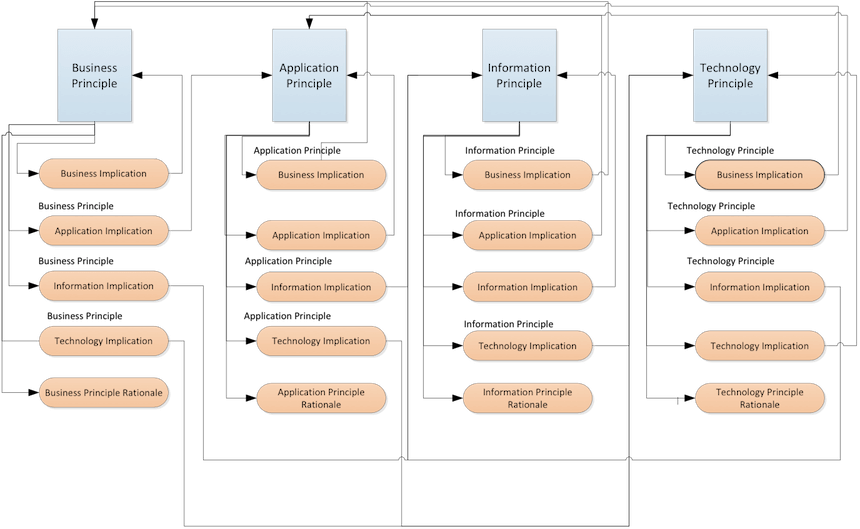 Business
Principle
Application
Principle
Information
Principle
Technology
Principle
Business Implication
Business Principle
Application Implication
Business Principle
Information Implication
Business Principle
Technology Implication
Business Principle Rationale
Application Principle
Business Implication
Application Implication
Application Principle
Information Implication
Application Principle
Technology Implication
Application Principle
Rationale
Information Principle
Business Implication
Information Principle
Application Implication
Information Implication
Information Principle
Technology Implication
Information Principle
Rationale
Technology Principle
Business Implication
Technology Principle
Application Implication
Technology Principle
Information Implication
Technology Implication
Technology Principle
Rationale